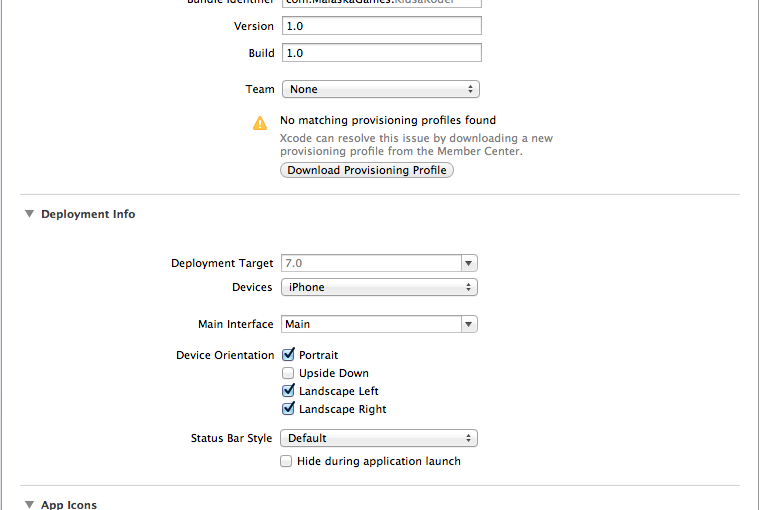 Bundle Identifier com.MalaskaGames.KlusaKoder
Version 1.0
Build 1.0
Team None
No matching provisioning profiles found
Xcode can resolve this issue by downloading a new
provisioning profile from the Member Center.
Download Provisioning Profile
Deployment Info
Deployment Target 7.0
Devices iPhone
Main Interface Main
Device Orientation Portrait
Upside Down
Landscape Left
Landscape Right
Status Bar Style Default
Hide during application launch
App Icons